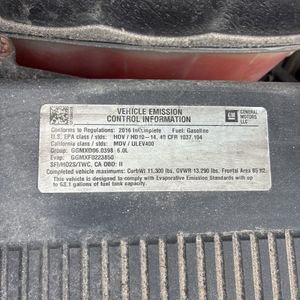 VEHICLE EMISSION
CONTROL INFORMATION
GM
GENERAL
MOTORS
LLC
Conforms to Regulations: 2016 Incomplete Fuel: Gasoline
U.S. EPA class / stds: HDV / HD10-14, 40 CFR 1037.104
California class / stds: MDV / ULEV400
Group: GGMXD06.0398 6.0L
Evap: GGMXF0223850
SFI/HO2S/TWC, CA OBD: II
Completed vehicle maximums: CurbWt 11,300 lbs, GVWR 13,290 lbs, Frontal Area 85 ft2.
This vehicle is designed to comply with Evaporative Emission Standards with up
to 63.1 gallons of fuel tank capacity.